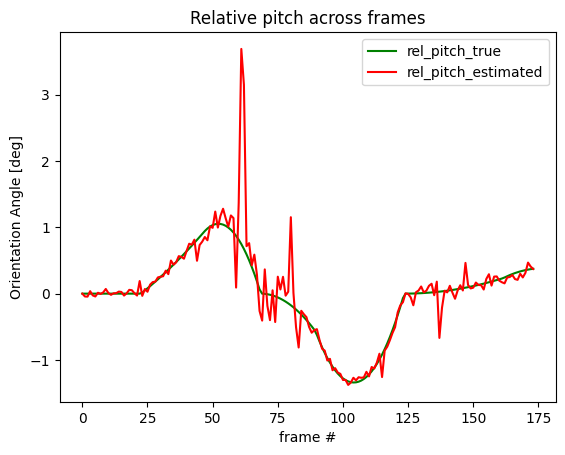 Relative pitch across frames
rel_pitch_true
rel_pitch_estimated
Orientation Angle [deg]
3
2
1
0
−1
0 25 50 75 100 125 150 175
frame #